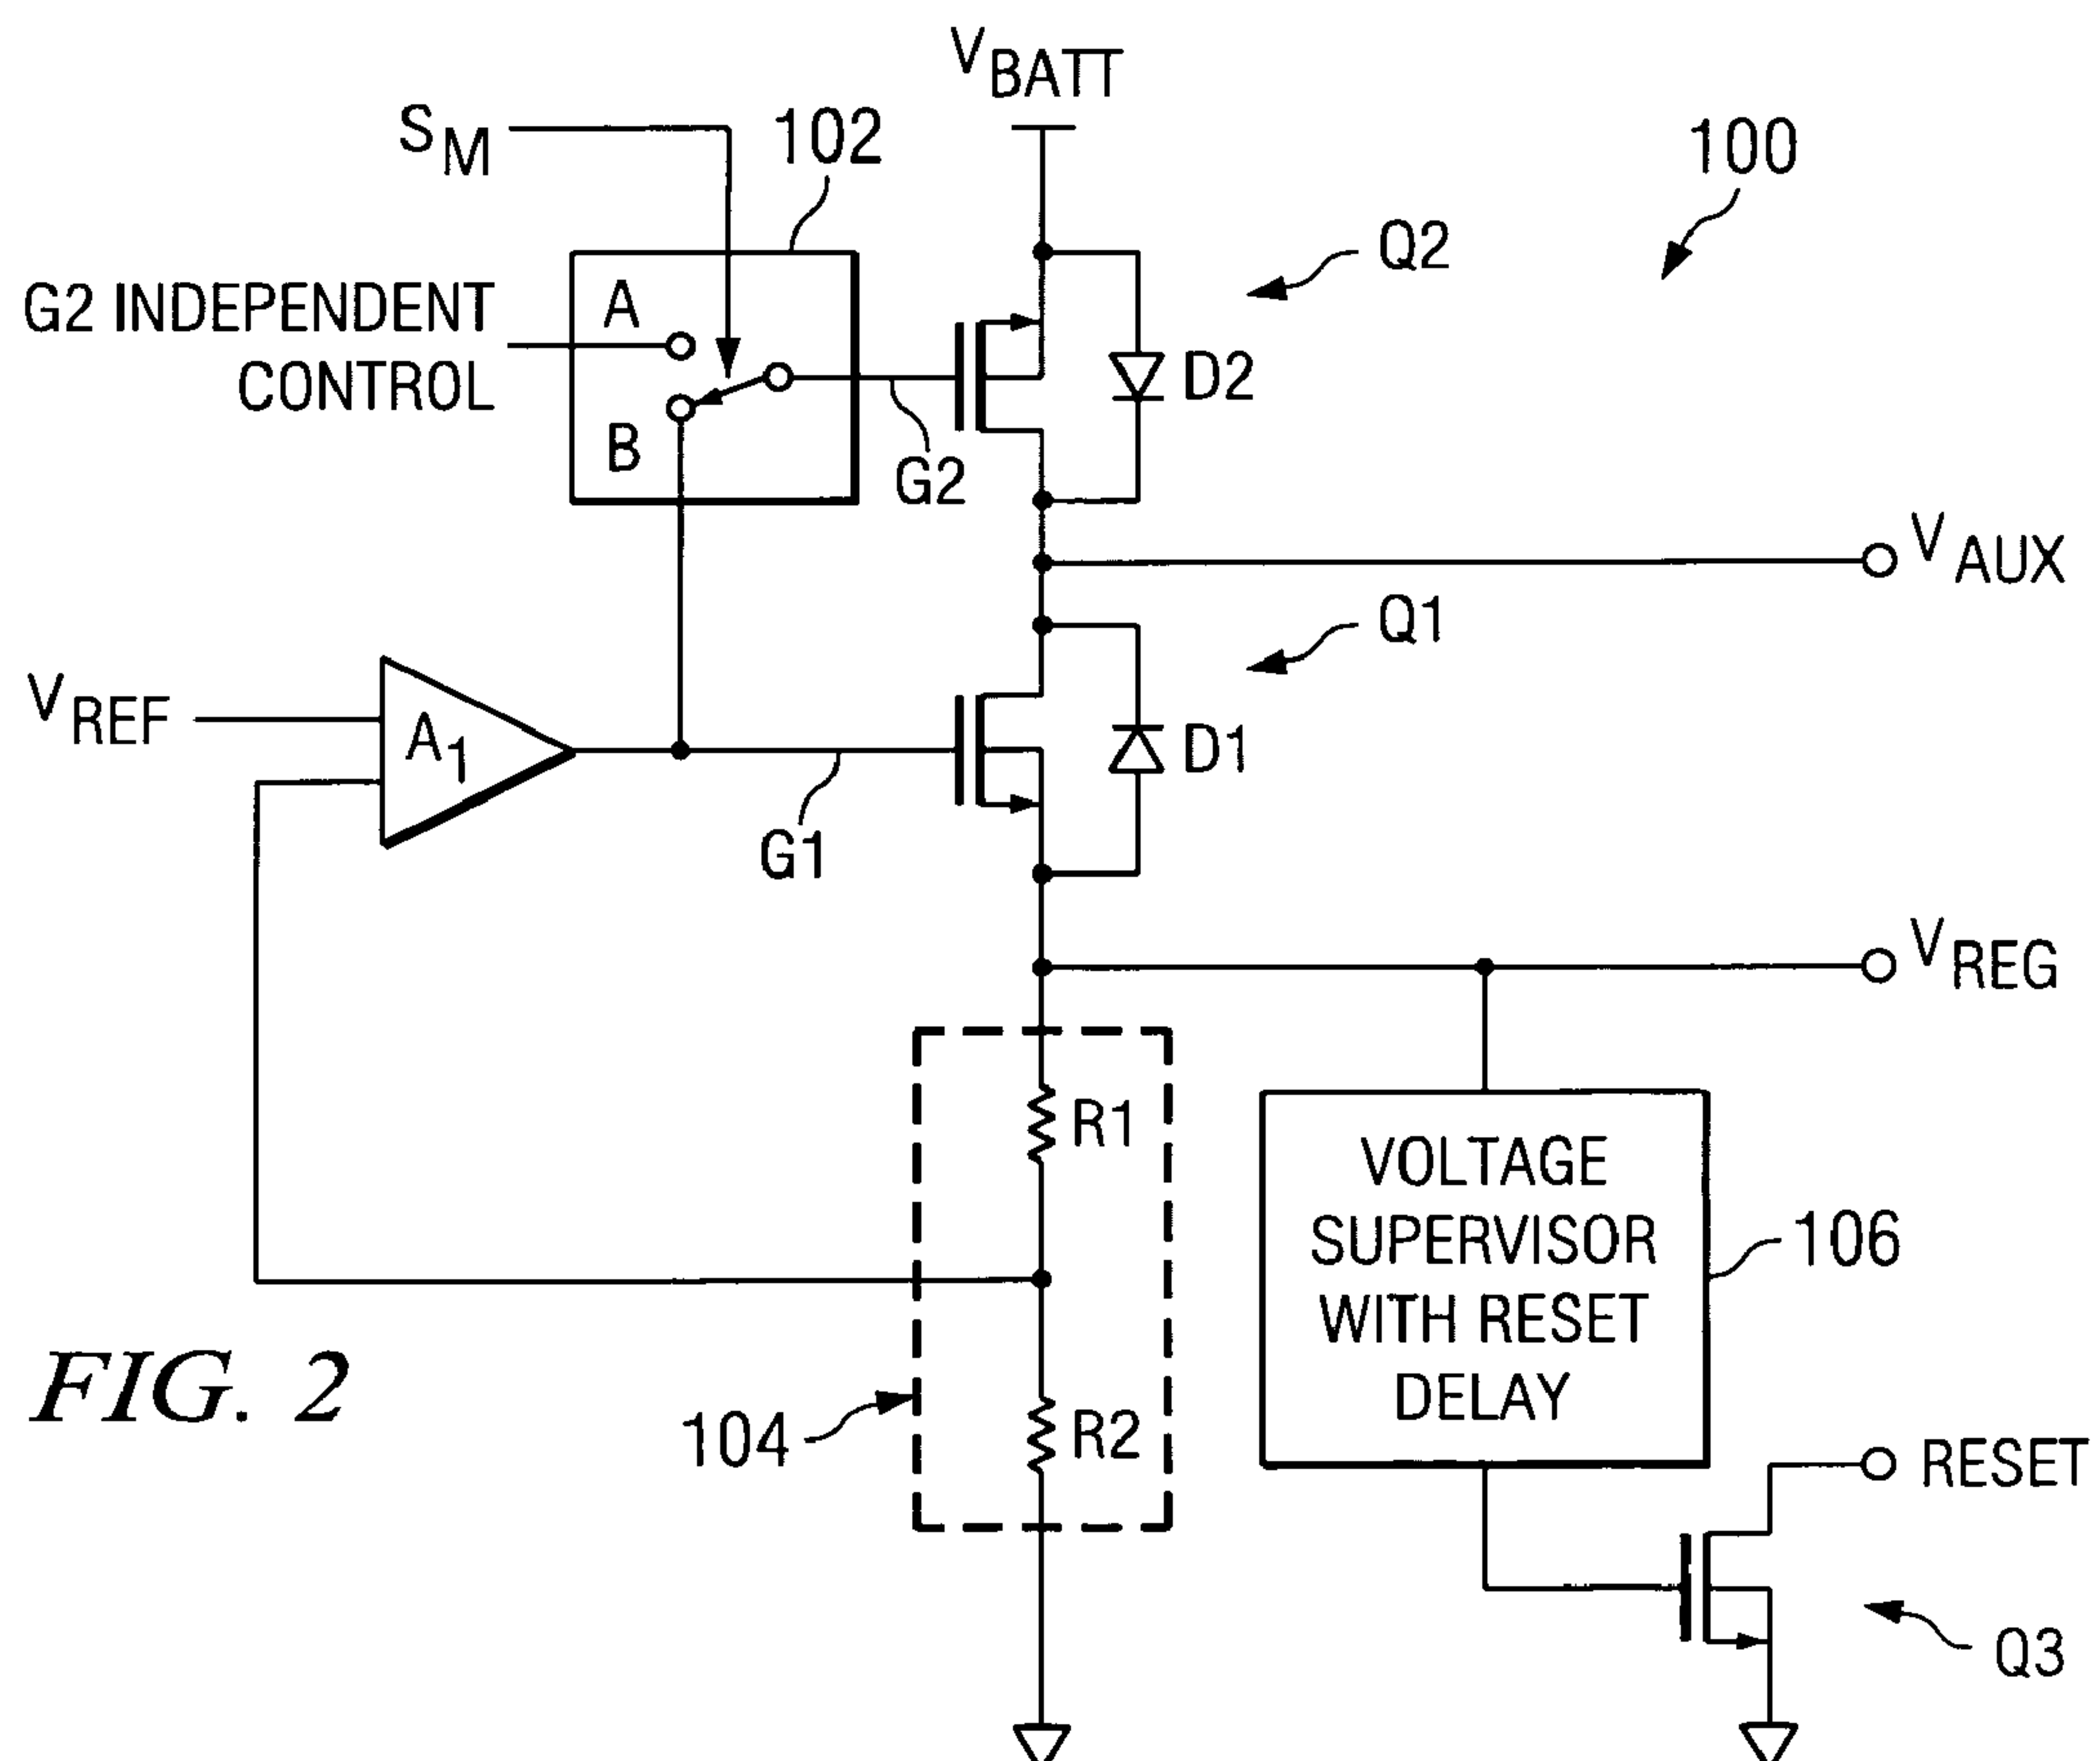 VBATT
SM
102
100
Q2
G2 INDEPENDENT
CONTROL
A
B
D2
G2
VAUX
Q1
VREF
A1
D1
G1
VREG
R1
VOLTAGE
SUPERVISOR
WITH RESET
DELAY
106
FIG. 2
104
R2
RESET
Q3